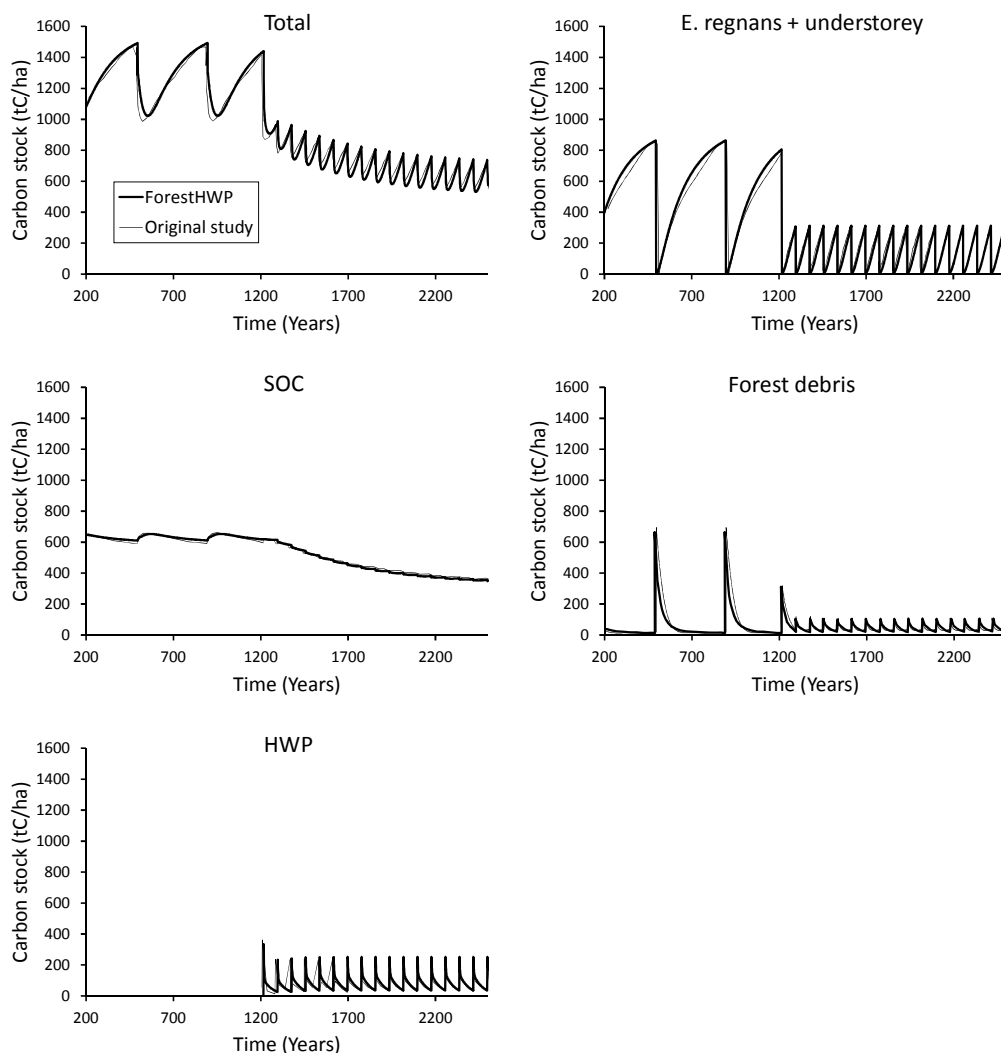 Total
Carbon stock (tC/ha)
1600
1400
1200
1000
800
600
400
200
0
ForestHWP
Original study
200 700 1200 1700 2200
Time (Years)
E. regnans + understorey
Carbon stock (tC/ha)
1600
1400
1200
1000
800
600
400
200
0
200 700 1200 1700 2200
Time (Years)
SOC
Carbon stock (tC/ha)
1600
1400
1200
1000
800
600
400
200
0
200 700 1200 1700 2200
Time (Years)
Forest debris
Carbon stock (tC/ha)
1600
1400
1200
1000
800
600
400
200
0
200 700 1200 1700 2200
Time (Years)
HWP
Carbon stock (tC/ha)
1600
1400
1200
1000
800
600
400
200
0
200 700 1200 1700 2200
Time (Years)